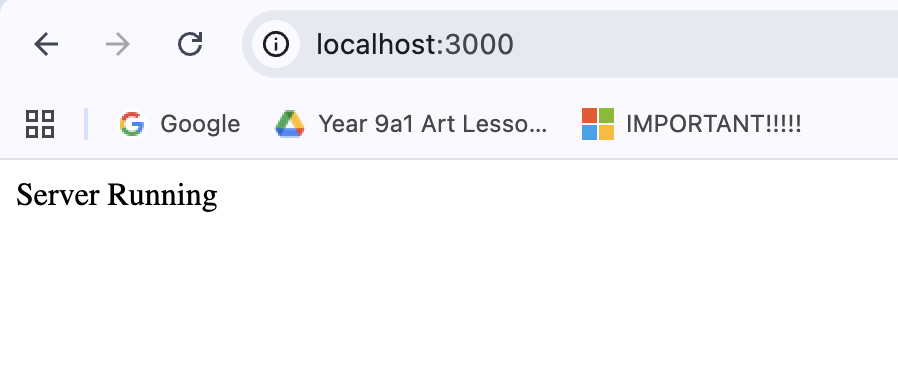 localhost:3000
Google Year 9a1 Art Lesso... IMPORTANT!!!!!
Server Running